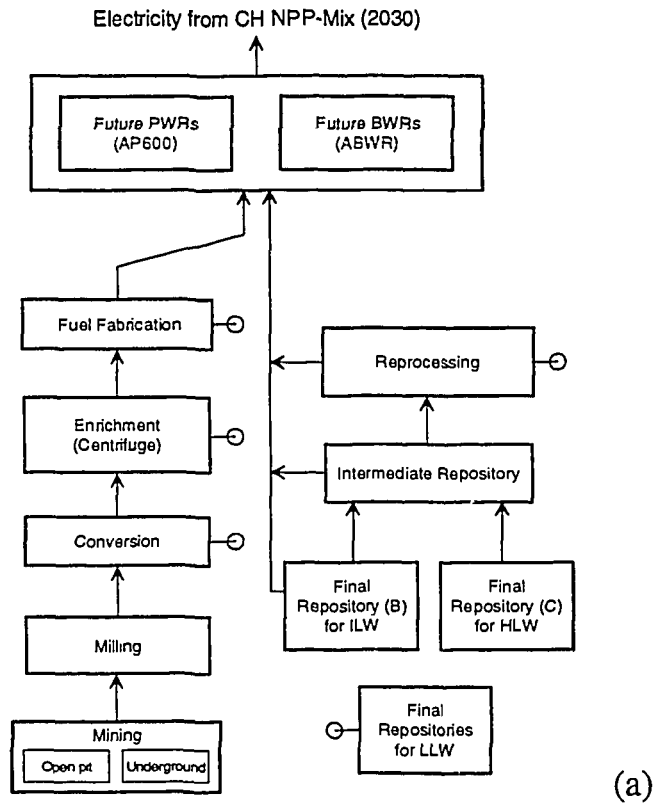 Electricity from CH NPP-Mix (2030)
Future PWRs
(AP600)
Future BWRs
(ABWR)
Fuel Fabrication
Enrichment
(Centrifuge)
Conversion
Milling
Mining
Open pit
Underground
Reprocessing
Intermediate Repository
Final
Repository (B)
for ILW
Final
Repository (C)
for HLW
Final
Repositories
for LLW
(a)